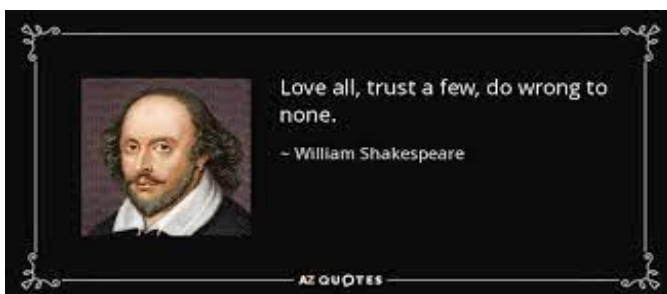 Love all, trust a few, do wrong to
none.
~ William Shakespeare
AZ QUOTES